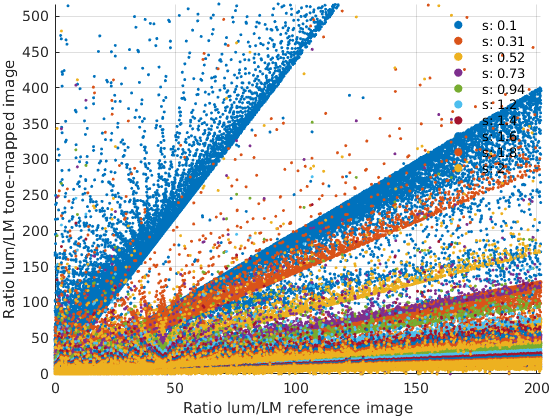 500
450
400
350
300
250
200
150
100
50
0
0 50 100 150 200
Ratio lum/LM reference image
Ratio lum/LM tone-mapped image
s: 0.1
s: 0.31
s: 0.52
s: 0.73
s: 0.94
s: 1.2
s: 1.4
s: 1.6
s: 1.8